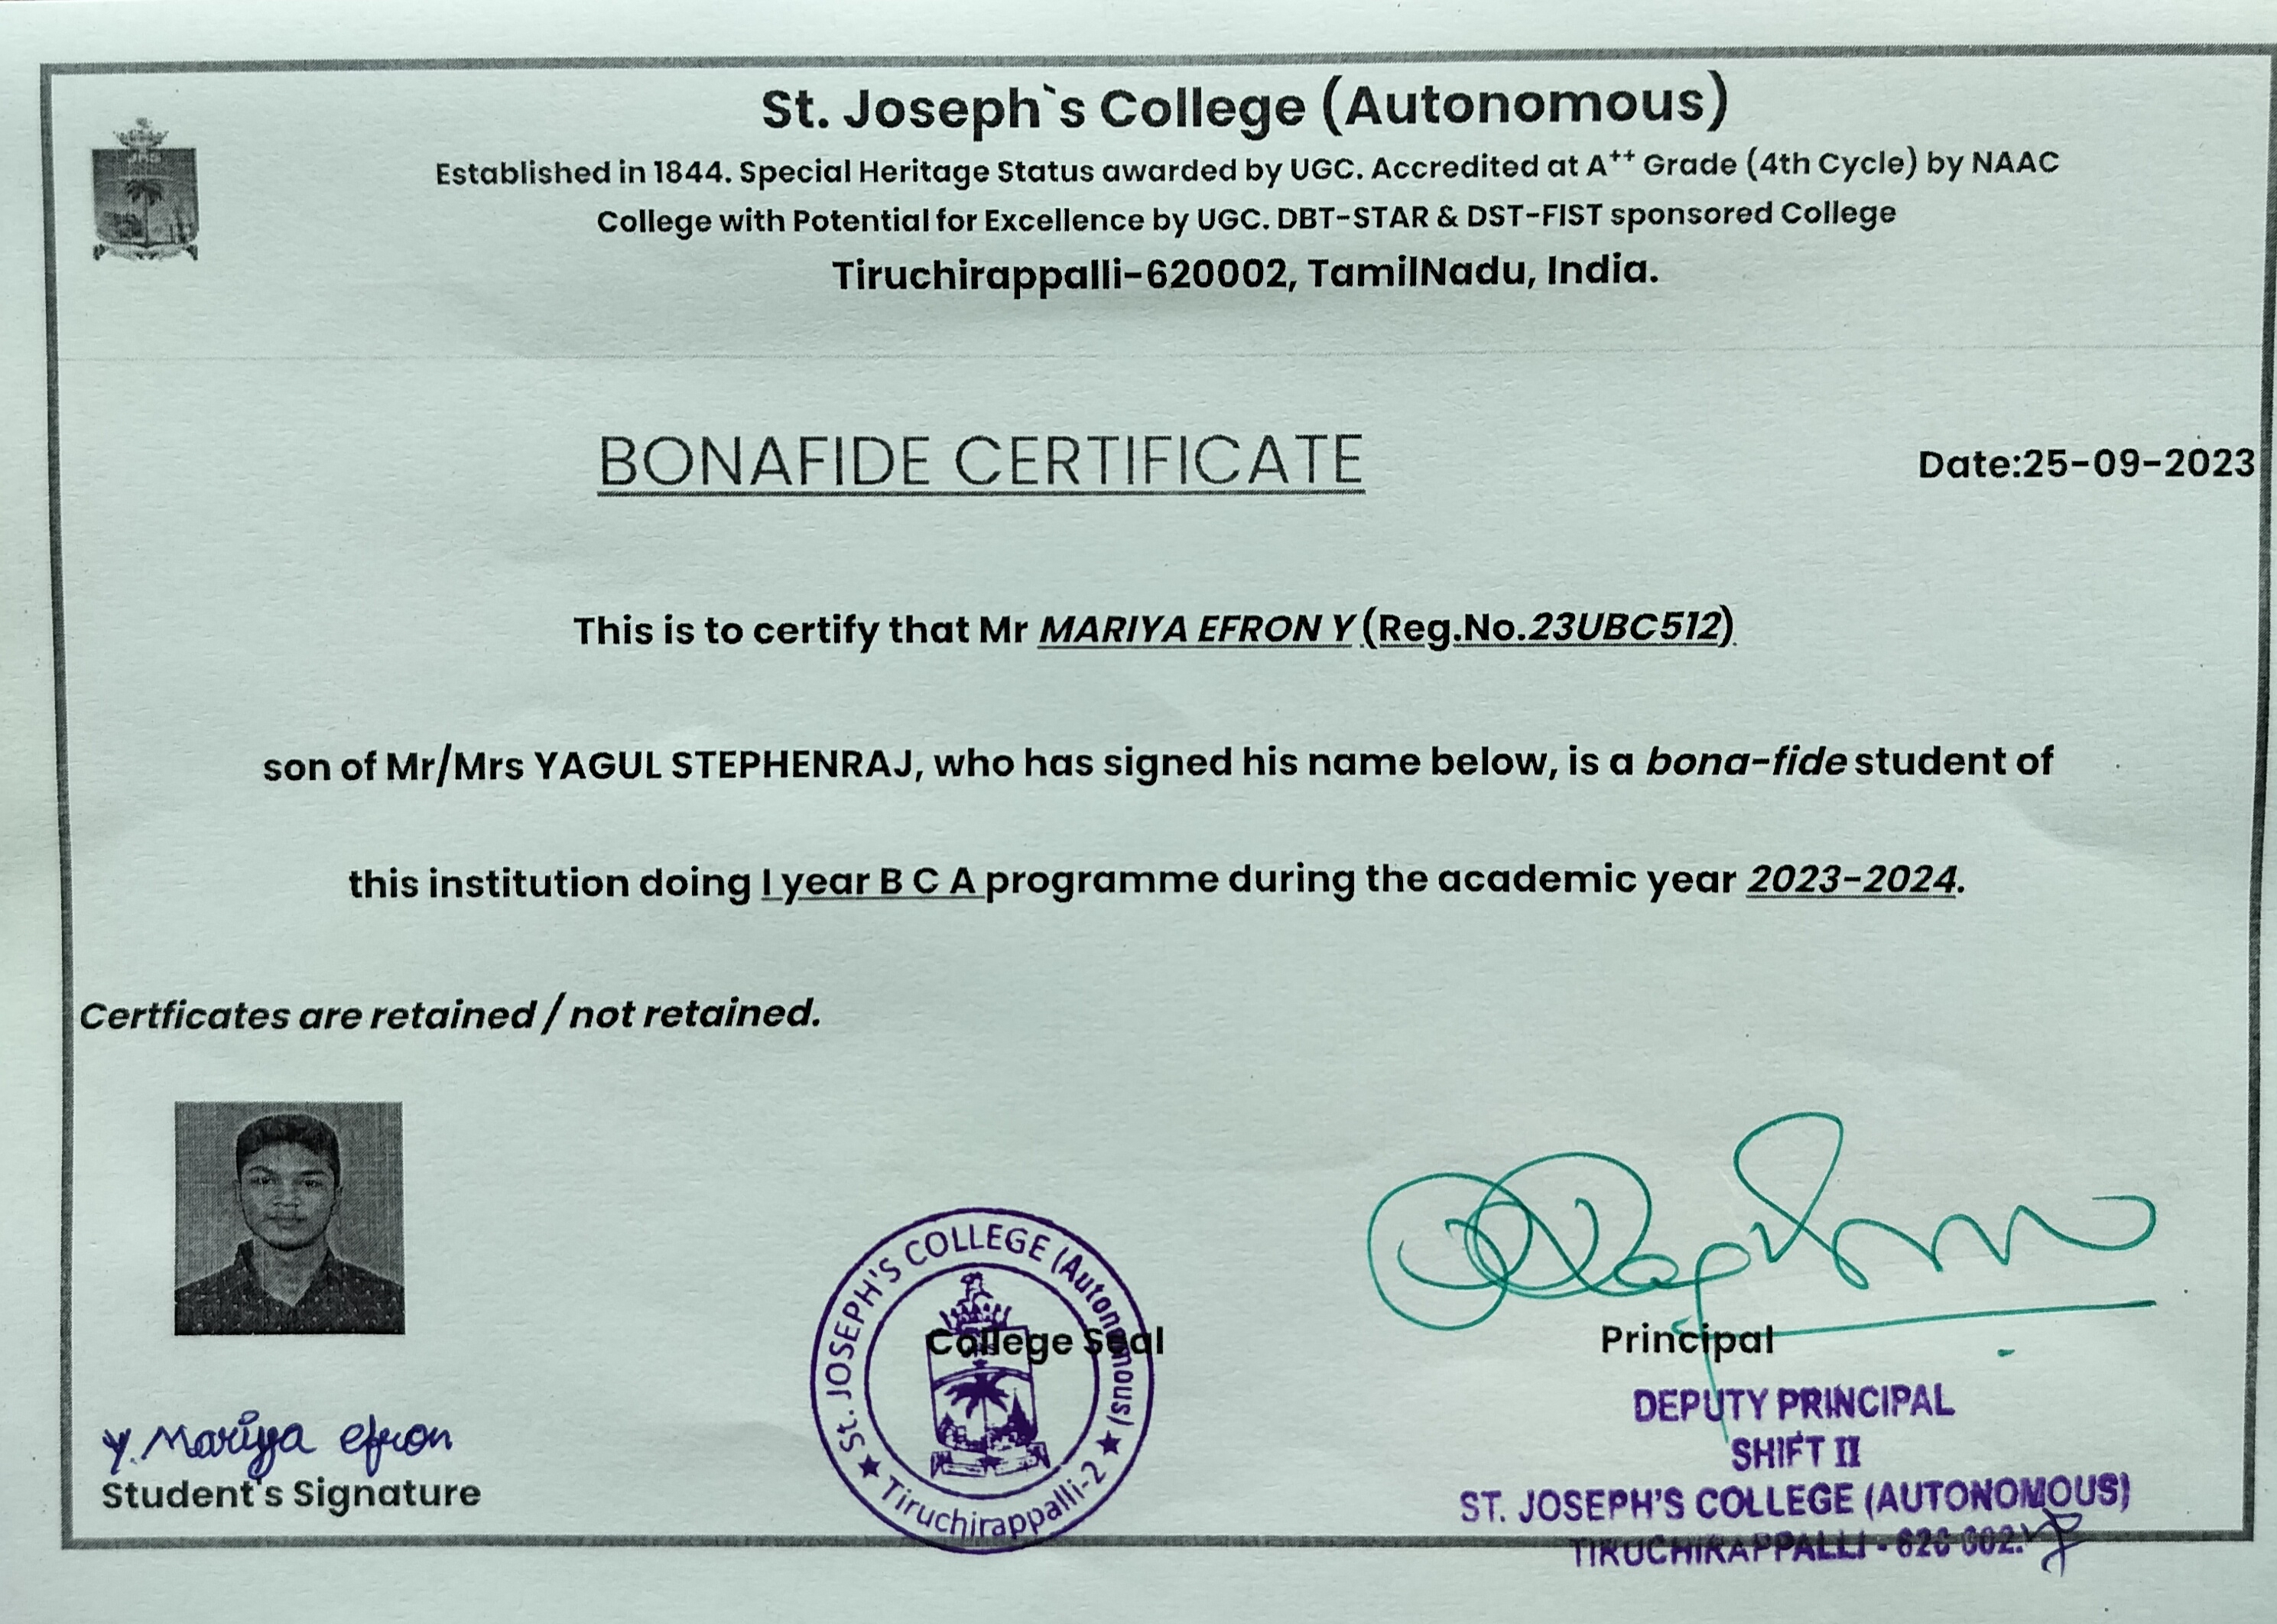 St. Joseph`s College (Autonomous)
Established in 1844. Special Heritage Status awarded by UGC. Accredited at A++ Grade (4th Cycle) by NAAC
College with Potential for Excellence by UGC. DBT-STAR & DST-FIST sponsored College
Tiruchirappalli-620002, TamilNadu, India.
BONAFIDE CERTIFICATE
Date:25-09-2023
This is to certify that Mr MARIYA EFRON Y (Reg.No.23UBC512)
son of Mr/Mrs YAGUL STEPHENRAJ, who has signed his name below, is a bona-fide student of
this institution doing I year B C A programme during the academic year 2023-2024.
Certficates are retained / not retained.
Y. Mariya efron
Student's Signature
St. JOSEPH'S COLLEGE (Autonomous)
★ Tiruchirappalli-2 ★
College Seal
Principal
DEPUTY PRINCIPAL
SHIFT II
ST. JOSEPH'S COLLEGE (AUTONOMOUS)
TIRUCHIRAPPALLI - 620 002.